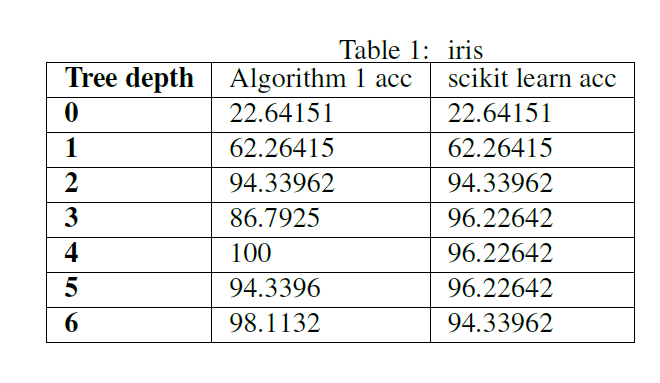 Table 1: iris
Tree depth Algorithm 1 acc scikit learn acc
0 22.64151 22.64151
1 62.26415 62.26415
2 94.33962 94.33962
3 86.7925 96.22642
4 100 96.22642
5 94.3396 96.22642
6 98.1132 94.33962